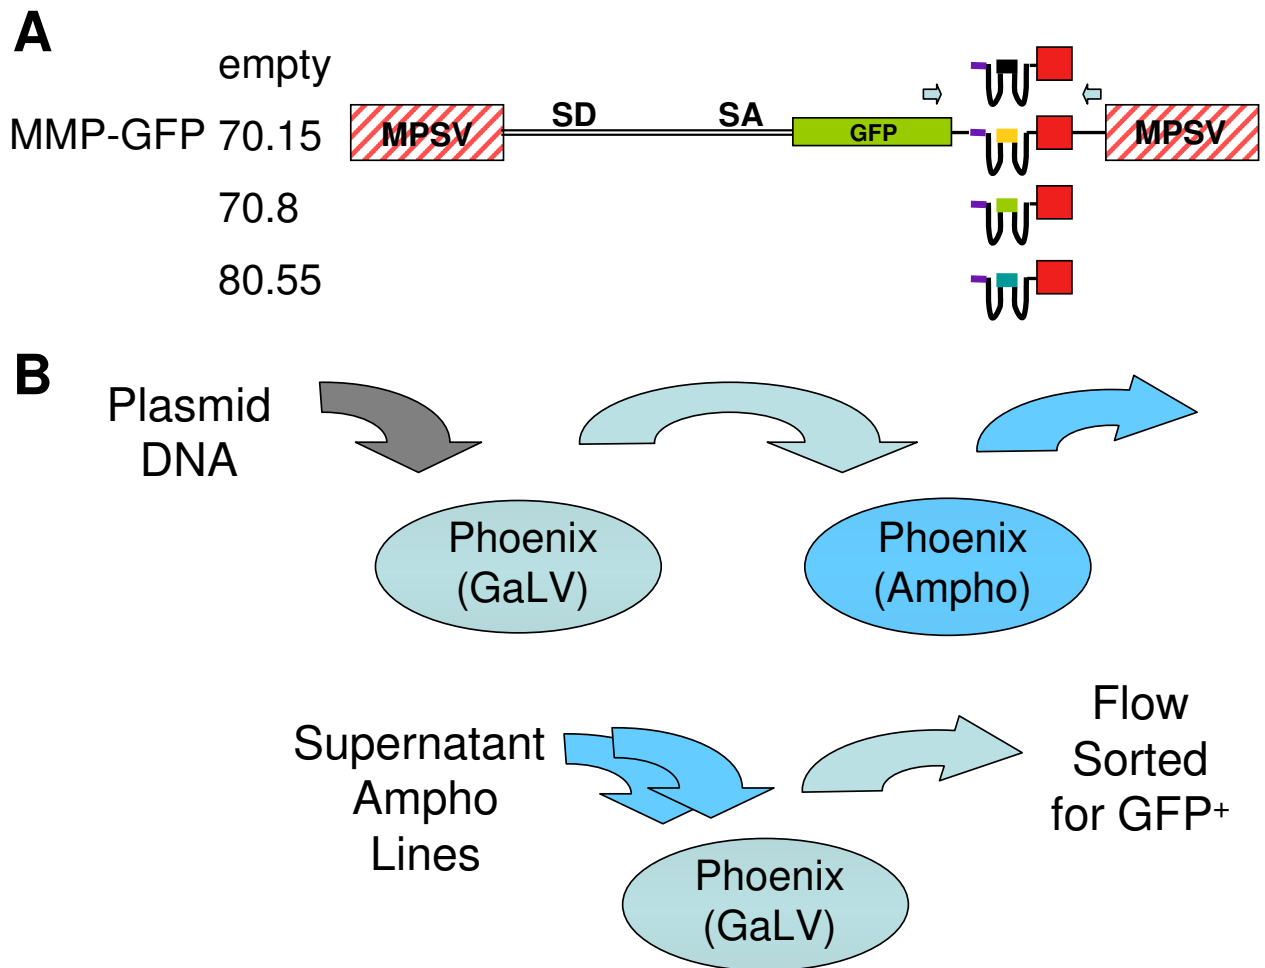 A
empty
MMP-GFP 70.15
MPSV
SD
SA
GFP
MPSV
70.8
80.55
B
Plasmid
DNA
Phoenix
(GaLV)
Phoenix
(Ampho)
Supernatant
Ampho
Lines
Phoenix
(GaLV)
Flow
Sorted
for GFP+